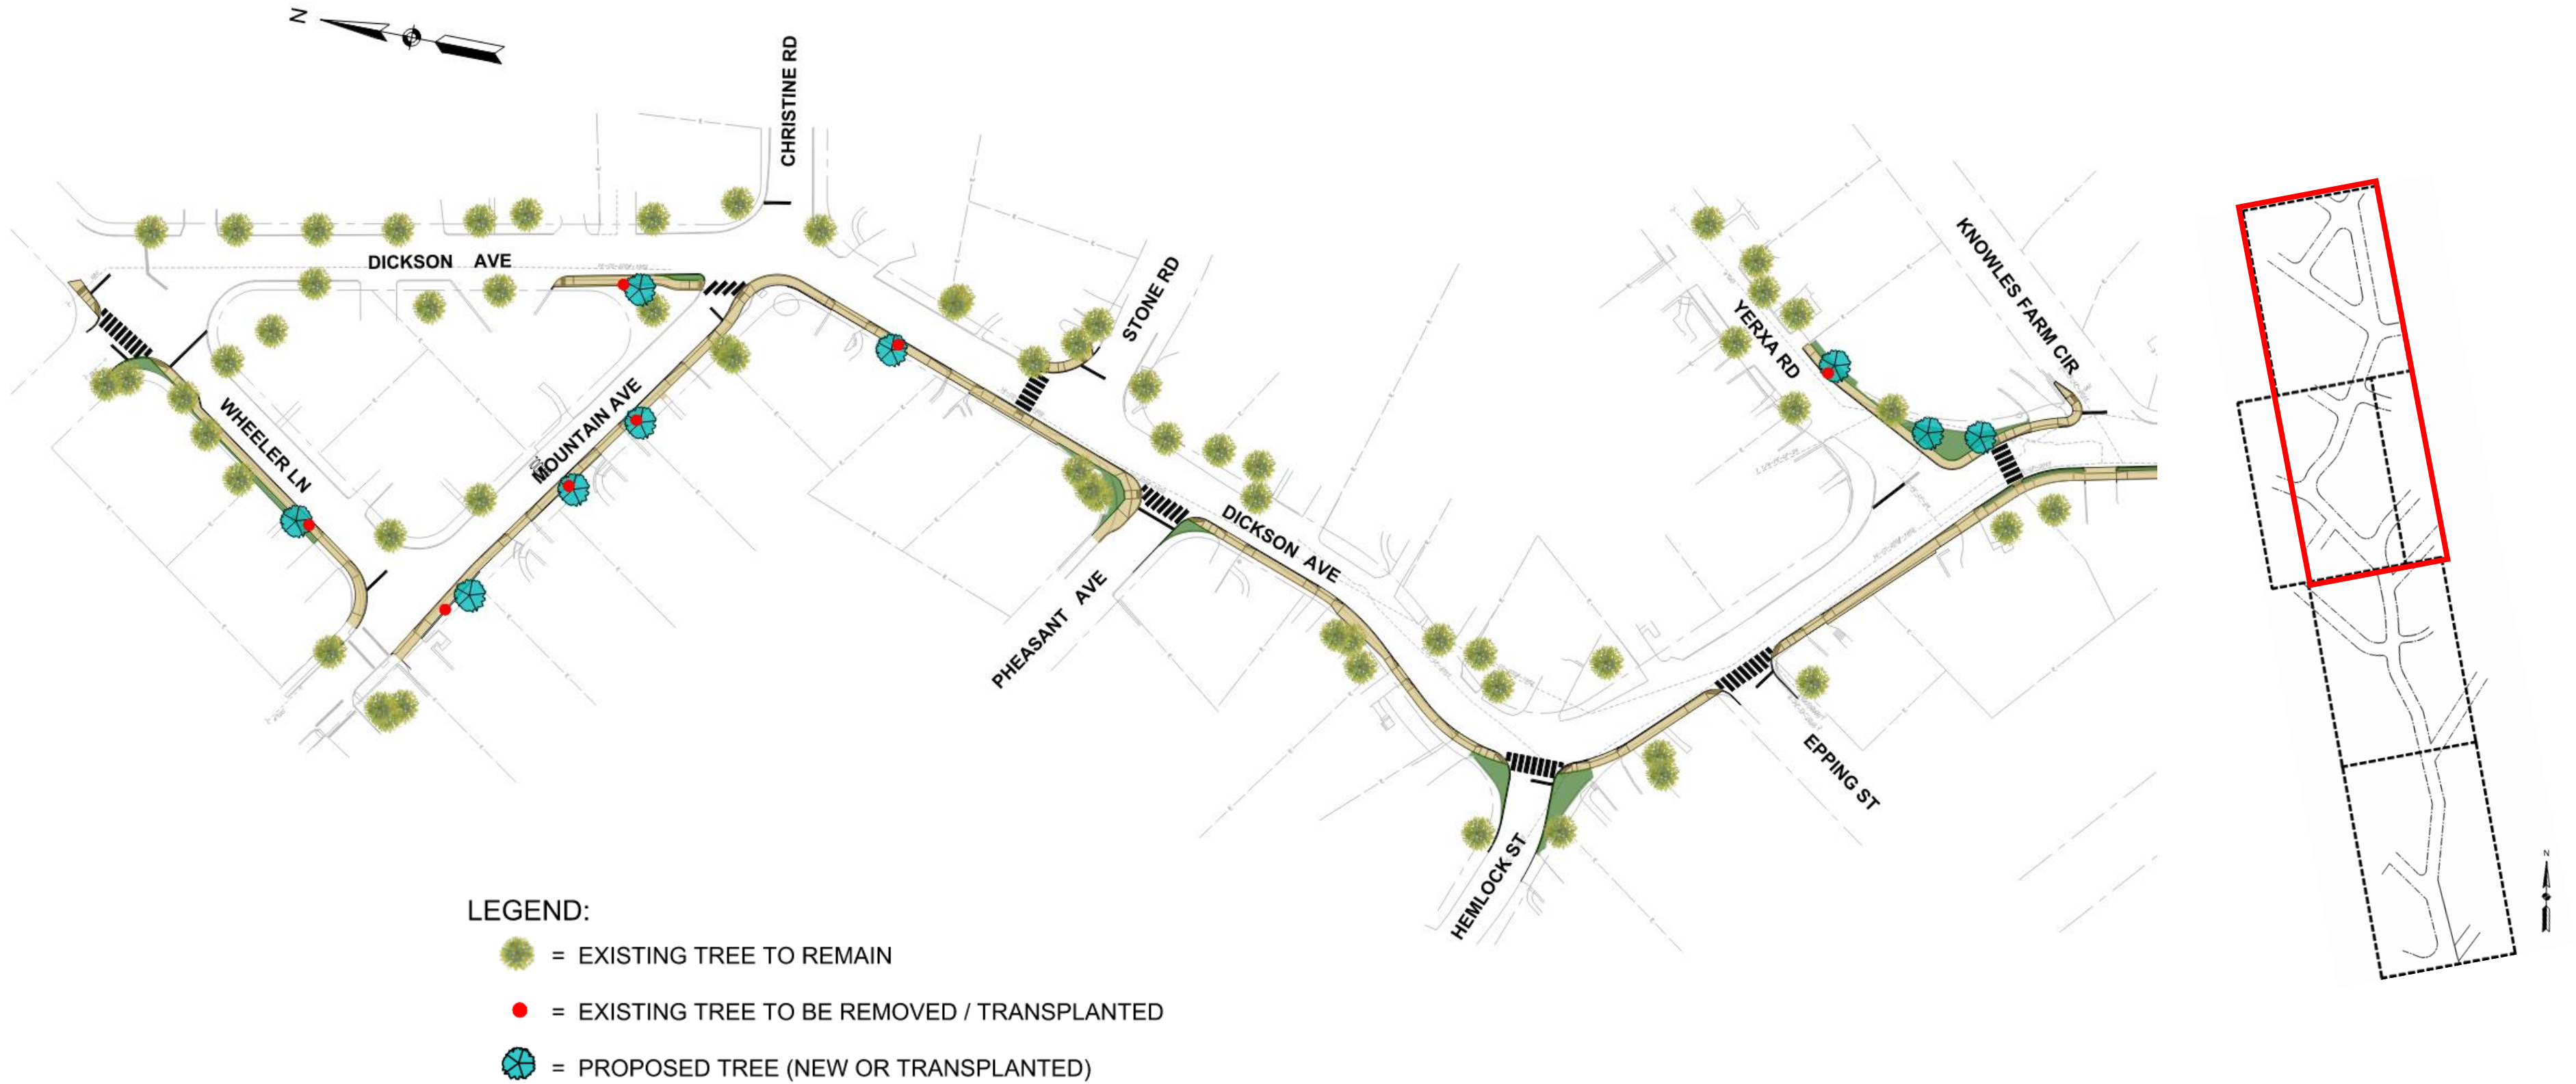 N
CHRISTINE RD
DICKSON AVE
STONE RD
KNOWLES FARM CIR
YERXA RD
WHEELER LN
MOUNTAIN AVE
DICKSON AVE
PHEASANT AVE
EPPING ST
HEMLOCK ST
N
LEGEND:
= EXISTING TREE TO REMAIN
= EXISTING TREE TO BE REMOVED / TRANSPLANTED
= PROPOSED TREE (NEW OR TRANSPLANTED)